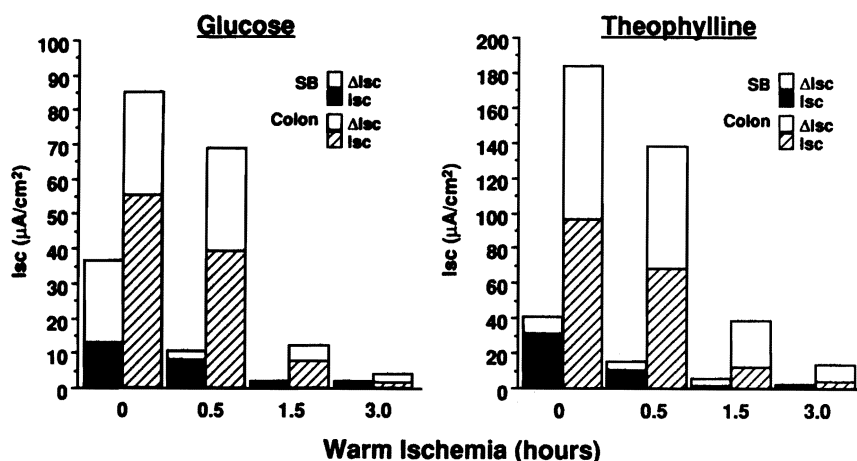 Glucose
Isc (μA/cm²)
100
90
80
70
60
50
40
30
20
10
0
SB ΔIsc
Isc
Colon ΔIsc
Isc
0 0.5 1.5 3.0
Theophylline
Isc (μA/cm²)
200
180
160
140
120
100
80
60
40
20
0
SB ΔIsc
Isc
Colon ΔIsc
Isc
0 0.5 1.5 3.0
Warm Ischemia (hours)